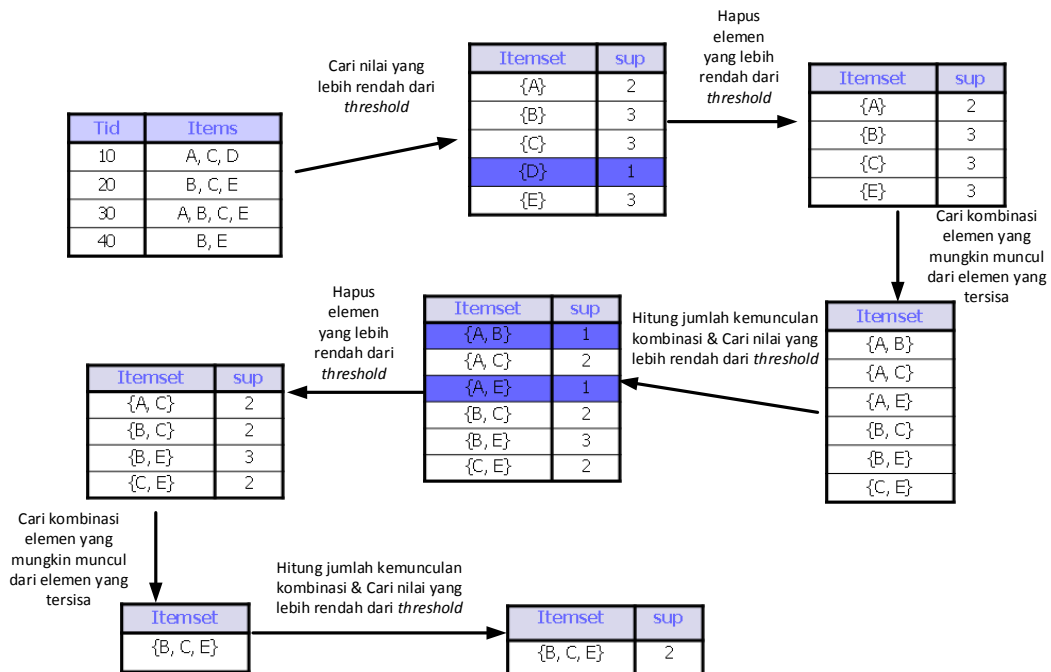 Tid Items
10 A, C, D
20 B, C, E
30 A, B, C, E
40 B, E
Cari nilai yang
lebih rendah dari
threshold
Itemset sup
{A} 2
{B} 3
{C} 3
{D} 1
{E} 3
Hapus
elemen
yang lebih
rendah dari
threshold
Itemset sup
{A} 2
{B} 3
{C} 3
{E} 3
Cari kombinasi
elemen yang
mungkin muncul
dari elemen yang
tersisa
Itemset
{A, B}
{A, C}
{A, E}
{B, C}
{B, E}
{C, E}
Hitung jumlah kemunculan
kombinasi & Cari nilai yang
lebih rendah dari threshold
Itemset sup
{A, B} 1
{A, C} 2
{A, E} 1
{B, C} 2
{B, E} 3
{C, E} 2
Hapus
elemen
yang lebih
rendah dari
threshold
Itemset sup
{A, C} 2
{B, C} 2
{B, E} 3
{C, E} 2
Cari kombinasi
elemen yang
mungkin muncul
dari elemen yang
tersisa
Itemset
{B, C, E}
Hitung jumlah kemunculan
kombinasi & Cari nilai yang
lebih rendah dari threshold
Itemset sup
{B, C, E} 2